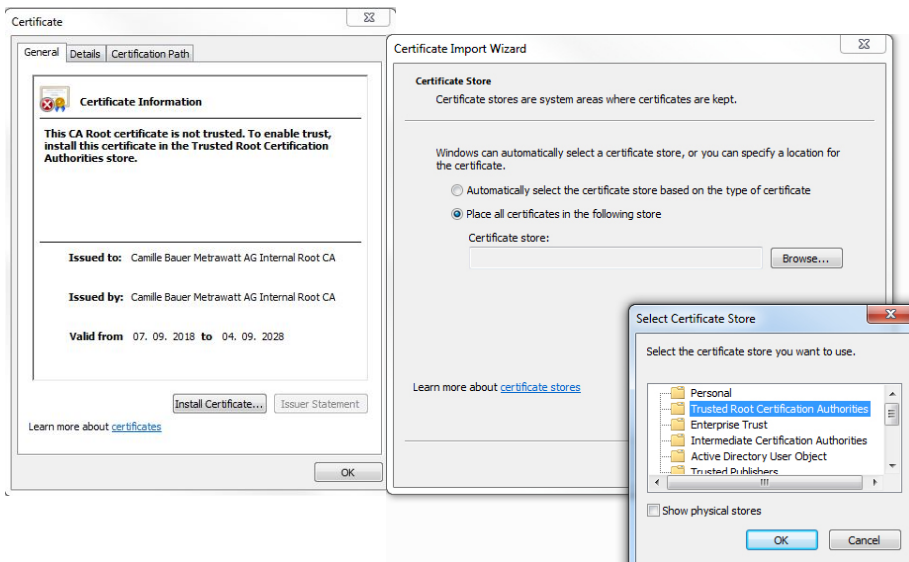 Certificate
General Details Certification Path
Certificate Information
This CA Root certificate is not trusted. To enable trust,
install this certificate in the Trusted Root Certification
Authorities store.
Issued to: Camille Bauer Metrawatt AG Internal Root CA
Issued by: Camille Bauer Metrawatt AG Internal Root CA
Valid from 07. 09. 2018 to 04. 09. 2028
Install Certificate... Issuer Statement
Learn more about certificates
OK
Certificate Import Wizard
Certificate Store
Certificate stores are system areas where certificates are kept.
Windows can automatically select a certificate store, or you can specify a location for
the certificate.
Automatically select the certificate store based on the type of certificate
Place all certificates in the following store
Certificate store:
Browse...
Learn more about certificate stores
Select Certificate Store
Select the certificate store you want to use.
Personal
Trusted Root Certification Authorities
Enterprise Trust
Intermediate Certification Authorities
Active Directory User Object
Trusted Publishers
Show physical stores
OK Cancel